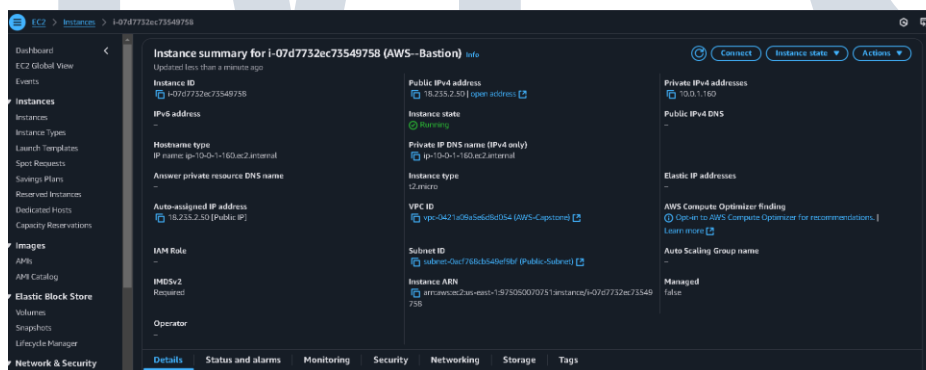 EC2 > Instances > i-07d7732ec73549758
Dashboard
EC2 Global View
Events
Instances
Instances
Instance Types
Launch Templates
Spot Requests
Savings Plans
Reserved Instances
Dedicated Hosts
Capacity Reservations
Images
AMIs
AMI Catalog
Elastic Block Store
Volumes
Snapshots
Lifecycle Manager
Network & Security
Instance summary for i-07d7732ec73549758 (AWS--Bastion) Info
Updated less than a minute ago
Connect
Instance state
Actions
Instance ID
i-07d7732ec73549758
Public IPv4 address
18.235.2.50 | open address
Private IPv4 addresses
10.0.1.160
IPv6 address
–
Instance state
Running
Public IPv4 DNS
–
Hostname type
IP name: ip-10-0-1-160.ec2.internal
Private IP DNS name (IPv4 only)
ip-10-0-1-160.ec2.internal
Answer private resource DNS name
–
Instance type
t2.micro
Elastic IP addresses
–
Auto-assigned IP address
18.235.2.50 [Public IP]
VPC ID
vpc-0421a09a5e6d8d054 (AWS-Capstone)
AWS Compute Optimizer finding
Opt-in to AWS Compute Optimizer for recommendations. |
Learn more
IAM Role
–
Subnet ID
subnet-0acf768cb549ef9bf (Public-Subnet)
Auto Scaling Group name
–
IMDSv2
Required
Instance ARN
arn:aws:ec2:us-east-1:975050070751:instance/i-07d7732ec73549
758
Managed
false
Operator
–
Details
Status and alarms
Monitoring
Security
Networking
Storage
Tags